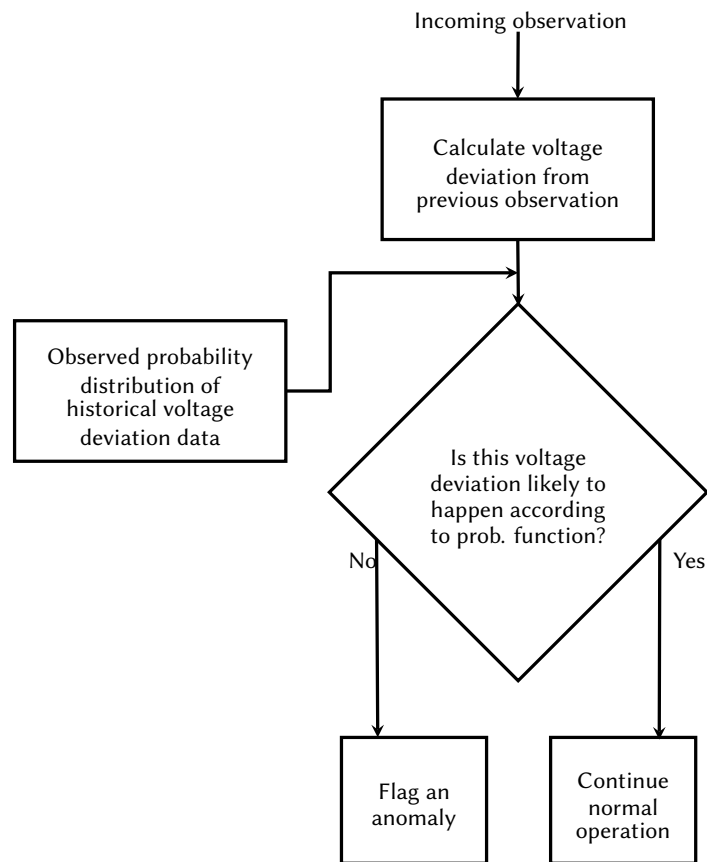 Incoming observation
Calculate voltage
deviation from
previous observation
Observed probability
distribution of
historical voltage
deviation data
Is this voltage
deviation likely to
happen according
to prob. function?
No
Yes
Flag an
anomaly
Continue
normal
operation